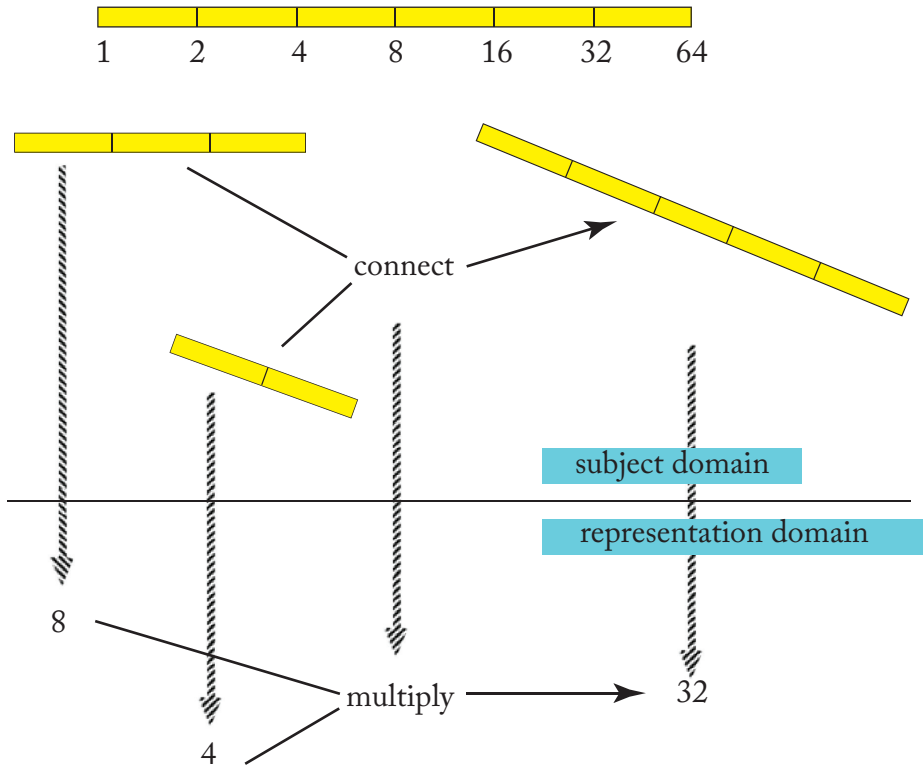 1 2 4 8 16 32 64
connect
subject domain
representation domain
8
multiply
32
4